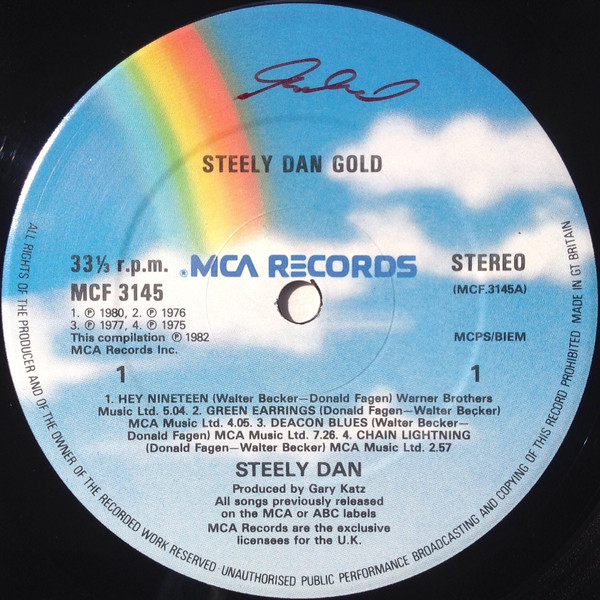 STEELY DAN GOLD
33⅓ r.p.m.
MCF 3145
® MCA RECORDS
STEREO
(MCF.3145A)
1. ℗ 1980, 2. ℗ 1976
3. ℗ 1977, 4. ℗ 1975
This compilation ℗ 1982
MCA Records Inc.
MCPS/BIEM
1
1
1. HEY NINETEEN (Walter Becker–Donald Fagen) Warner Brothers
Music Ltd. 5.04. 2. GREEN EARRINGS (Donald Fagen–Walter Becker)
MCA Music Ltd. 4.05. 3. DEACON BLUES (Walter Becker–
Donald Fagen) MCA Music Ltd. 7.26. 4. CHAIN LIGHTNING
(Donald Fagen–Walter Becker) MCA Music Ltd. 2.57
STEELY DAN
Produced by Gary Katz
All songs previously released
on the MCA or ABC labels
MCA Records are the exclusive
licensees for the U.K.
ALL RIGHTS OF THE PRODUCER AND OF THE OWNER OF THE RECORDED WORK RESERVED · UNAUTHORISED PUBLIC PERFORMANCE BROADCASTING AND COPYING OF THIS RECORD PROHIBITED MADE IN GT BRITAIN